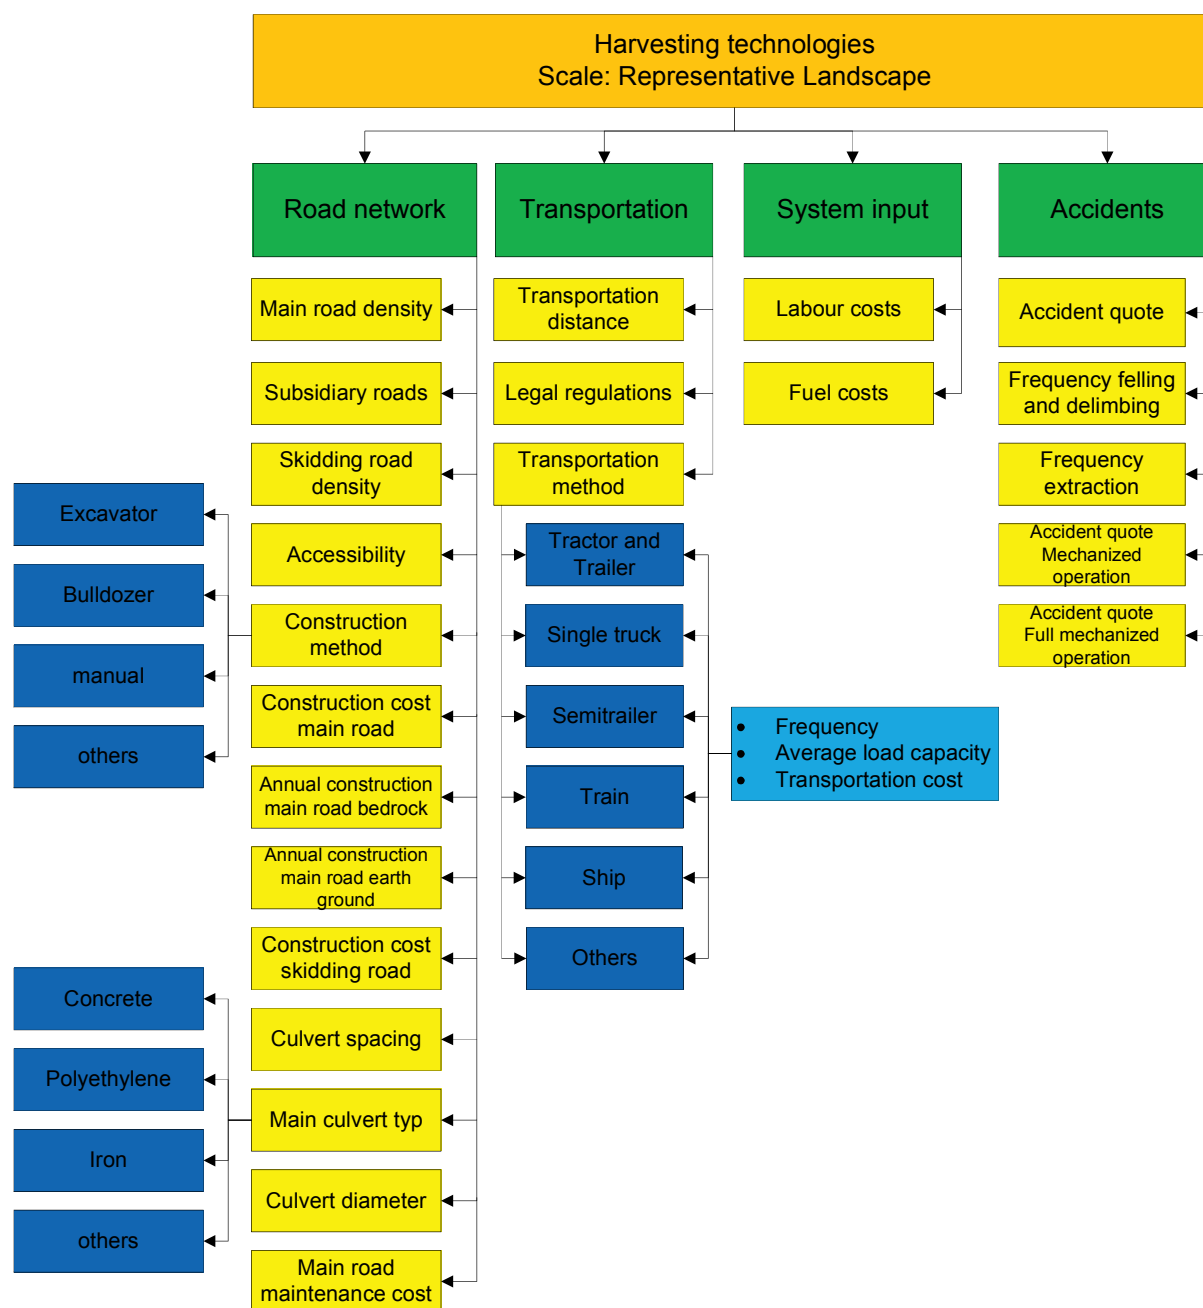 Harvesting technologies
Scale: Representative Landscape
Road network
Transportation
System input
Accidents
Main road density
Subsidiary roads
Skidding road
density
Accessibility
Construction
method
Construction cost
main road
Annual construction
main road bedrock
Annual construction
main road earth
ground
Construction cost
skidding road
Culvert spacing
Main culvert typ
Culvert diameter
Main road
maintenance cost
Excavator
Bulldozer
manual
others
Concrete
Polyethylene
Iron
others
Transportation
distance
Legal regulations
Transportation
method
Tractor and
Trailer
Single truck
Semitrailer
Train
Ship
Others
• Frequency
• Average load capacity
• Transportation cost
Labour costs
Fuel costs
Accident quote
Frequency felling
and delimbing
Frequency
extraction
Accident quote
Mechanized
operation
Accident quote
Full mechanized
operation